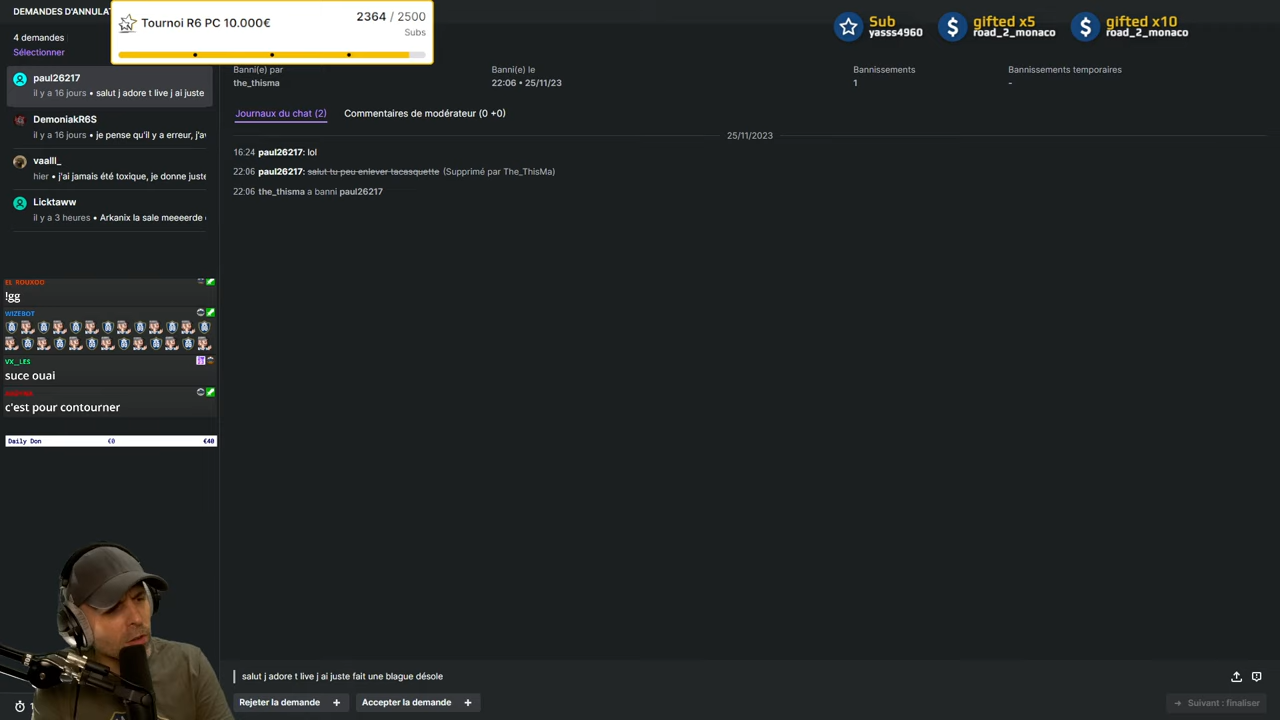 DEMANDES D'ANNULAT
Tournoi R6 PC 10.000€
2364 / 2500
Subs
Sub
yasss4960
gifted x5
road_2_monaco
gifted x10
road_2_monaco
4 demandes
Sélectionner
paul26217
il y a 16 jours • salut j adore t live j ai juste
DemoniakR6S
il y a 16 jours • je pense qu'il y a erreur, j'av
vaalll_
hier • j'ai jamais été toxique, je donne juste
Licktaww
il y a 3 heures • Arkanix la sale meeeerde
Banni(e) par
the_thisma
Banni(e) le
22:06 • 25/11/23
Bannissements
1
Bannissements temporaires
-
Journaux du chat (2)
Commentaires de modérateur (0 +0)
25/11/2023
16:24 paul26217: lol
22:06 paul26217: salut tu peu enlever tacasquette (Supprimé par The_ThisMa)
22:06 the_thisma a banni paul26217
EL_ROUXOO
!gg
WIZEBOT
VX_LES
suce ouai
c'est pour contourner
Daily Don €0 €40
salut j adore t live j ai juste fait une blague désole
Rejeter la demande +
Accepter la demande +
→ Suivant : finaliser